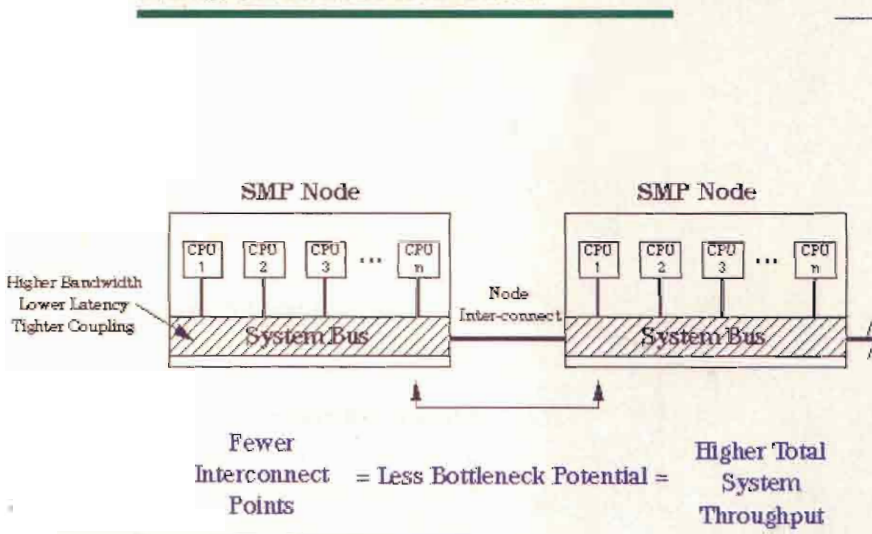 SMP Node
SMP Node
CPU 1
CPU 2
CPU 3
...
CPU n
CPU 1
CPU 2
CPU 3
...
CPU n
Higher Bandwidth
Lower Latency
Tighter Coupling
Node
Inter-connect
System Bus
System Bus
Fewer
Interconnect
Points
= Less Bottleneck Potential =
Higher Total
System
Throughput